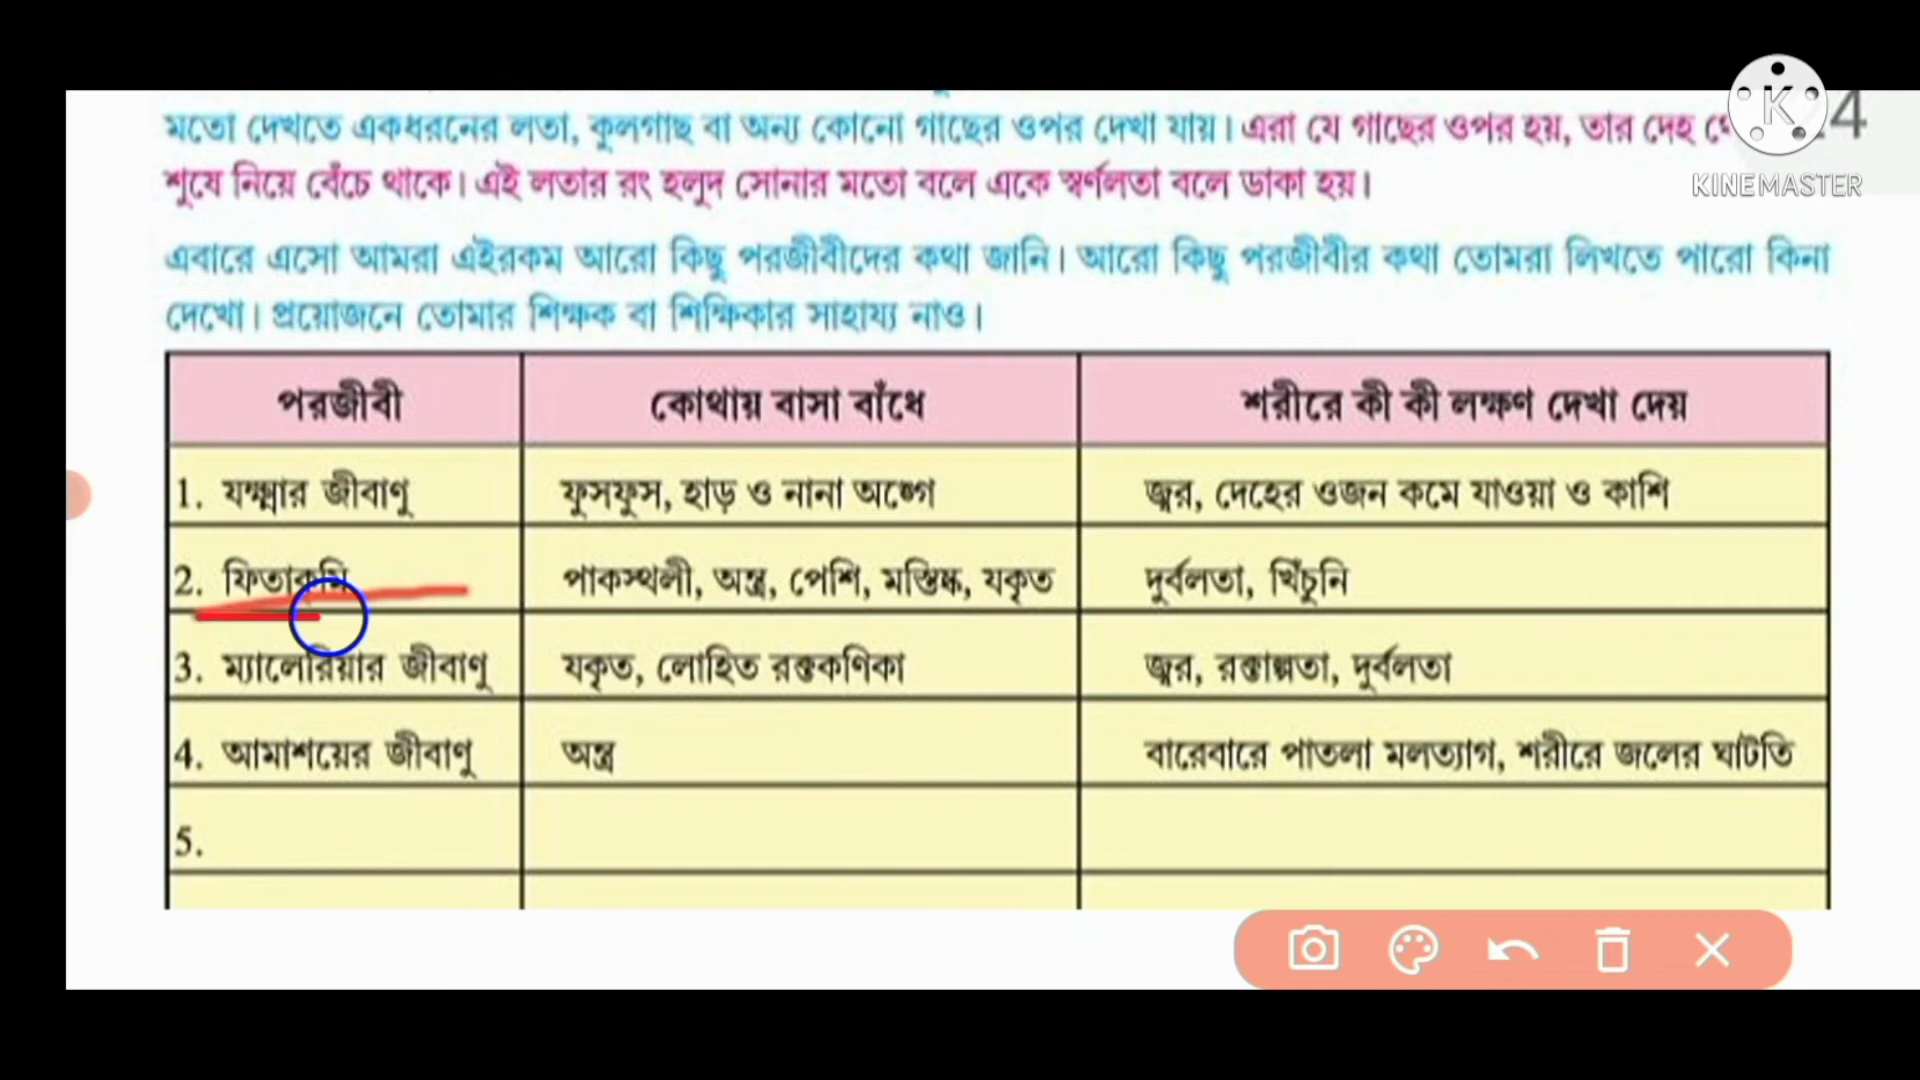 মতো দেখতে একধরনের লতা, কুলগাছ বা অন্য কোনো গাছের ওপর দেখা যায়। এরা যে গাছের ওপর হয়, তার দেহ
4
KINEMASTER
শুষে নিয়ে বেঁচে থাকে। এই লতার রং হলুদ সোনার মতো বলে একে স্বর্ণলতা বলে ডাকা হয়।
এবারে এসো আমরা এইরকম আরো কিছু পরজীবীদের কথা জানি। আরো কিছু পরজীবীর কথা তোমরা লিখতে পারো কিনা
দেখো। প্রয়োজনে তোমার শিক্ষক বা শিক্ষিকার সাহায্য নাও।
পরজীবী কোথায় বাসা বাঁধে শরীরে কী কী লক্ষণ দেখা দেয়
1. যক্ষ্মার জীবাণু ফুসফুস, হাড় ও নানা অঙ্গে জ্বর, দেহের ওজন কমে যাওয়া ও কাশি
2. ফিতাকৃমি পাকস্থলী, অন্ত্র, পেশি, মস্তিষ্ক, যকৃত দুর্বলতা, খিঁচুনি
3. ম্যালেরিয়ার জীবাণু যকৃত, লোহিত রক্তকণিকা জ্বর, রক্তাল্পতা, দুর্বলতা
4. আমাশয়ের জীবাণু অন্ত্র বারেবারে পাতলা মলত্যাগ, শরীরে জলের ঘাটতি
5.